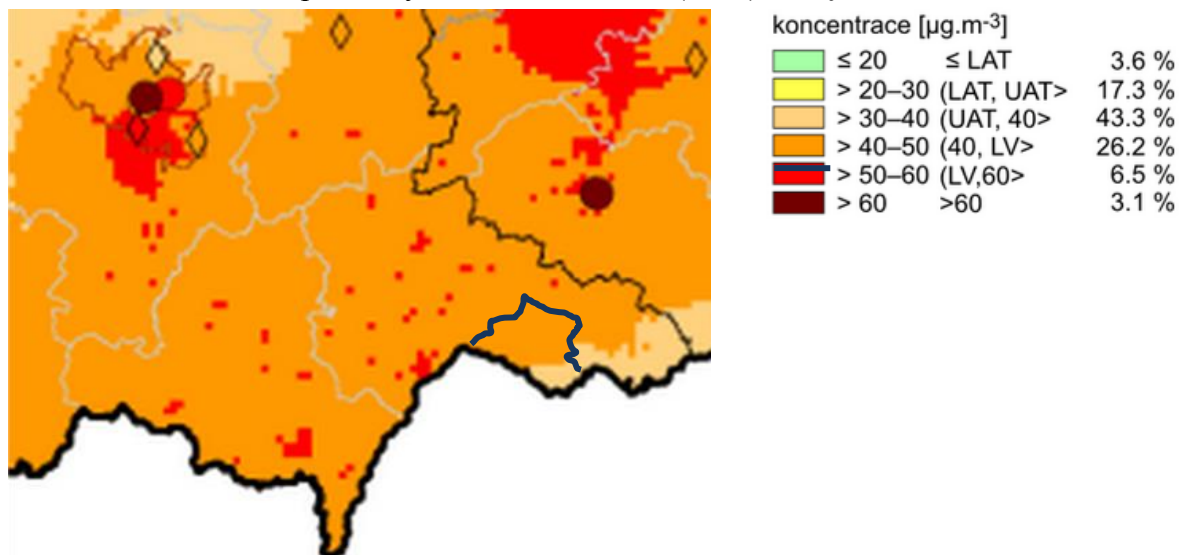 koncentrace [µg.m-3]
≤ 20 ≤ LAT 3.6 %
> 20–30 (LAT, UAT> 17.3 %
> 30–40 (UAT, 40> 43.3 %
> 40–50 (40, LV> 26.2 %
> 50–60 (LV,60> 6.5 %
> 60 >60 3.1 %